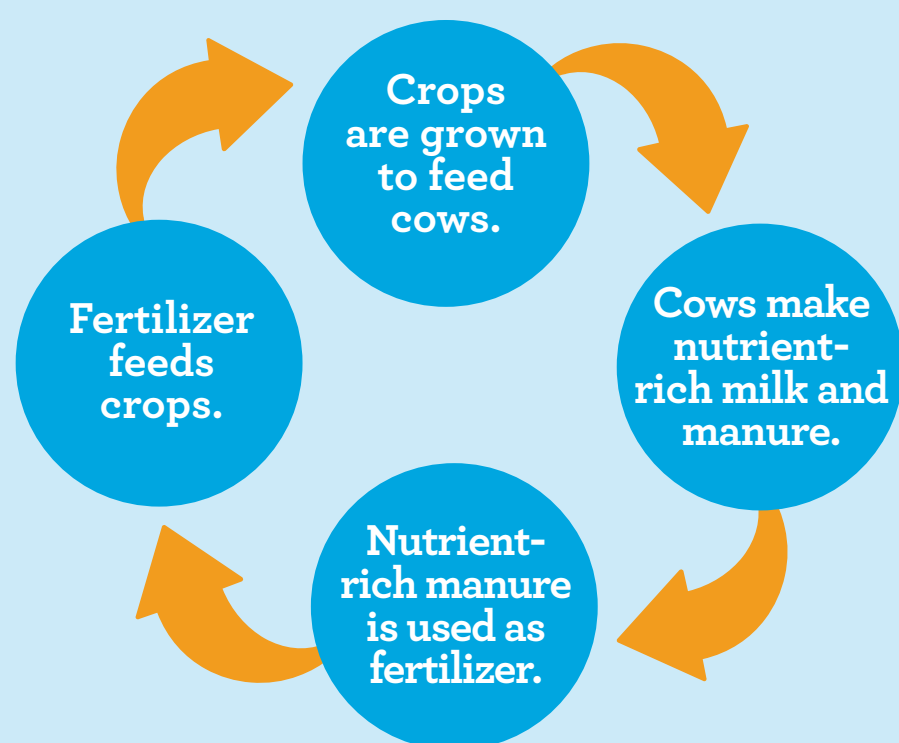 Crops
are grown
to feed
cows.
Cows make
nutrient-
rich milk and
manure.
Nutrient-
rich manure
is used as
fertilizer.
Fertilizer
feeds
crops.